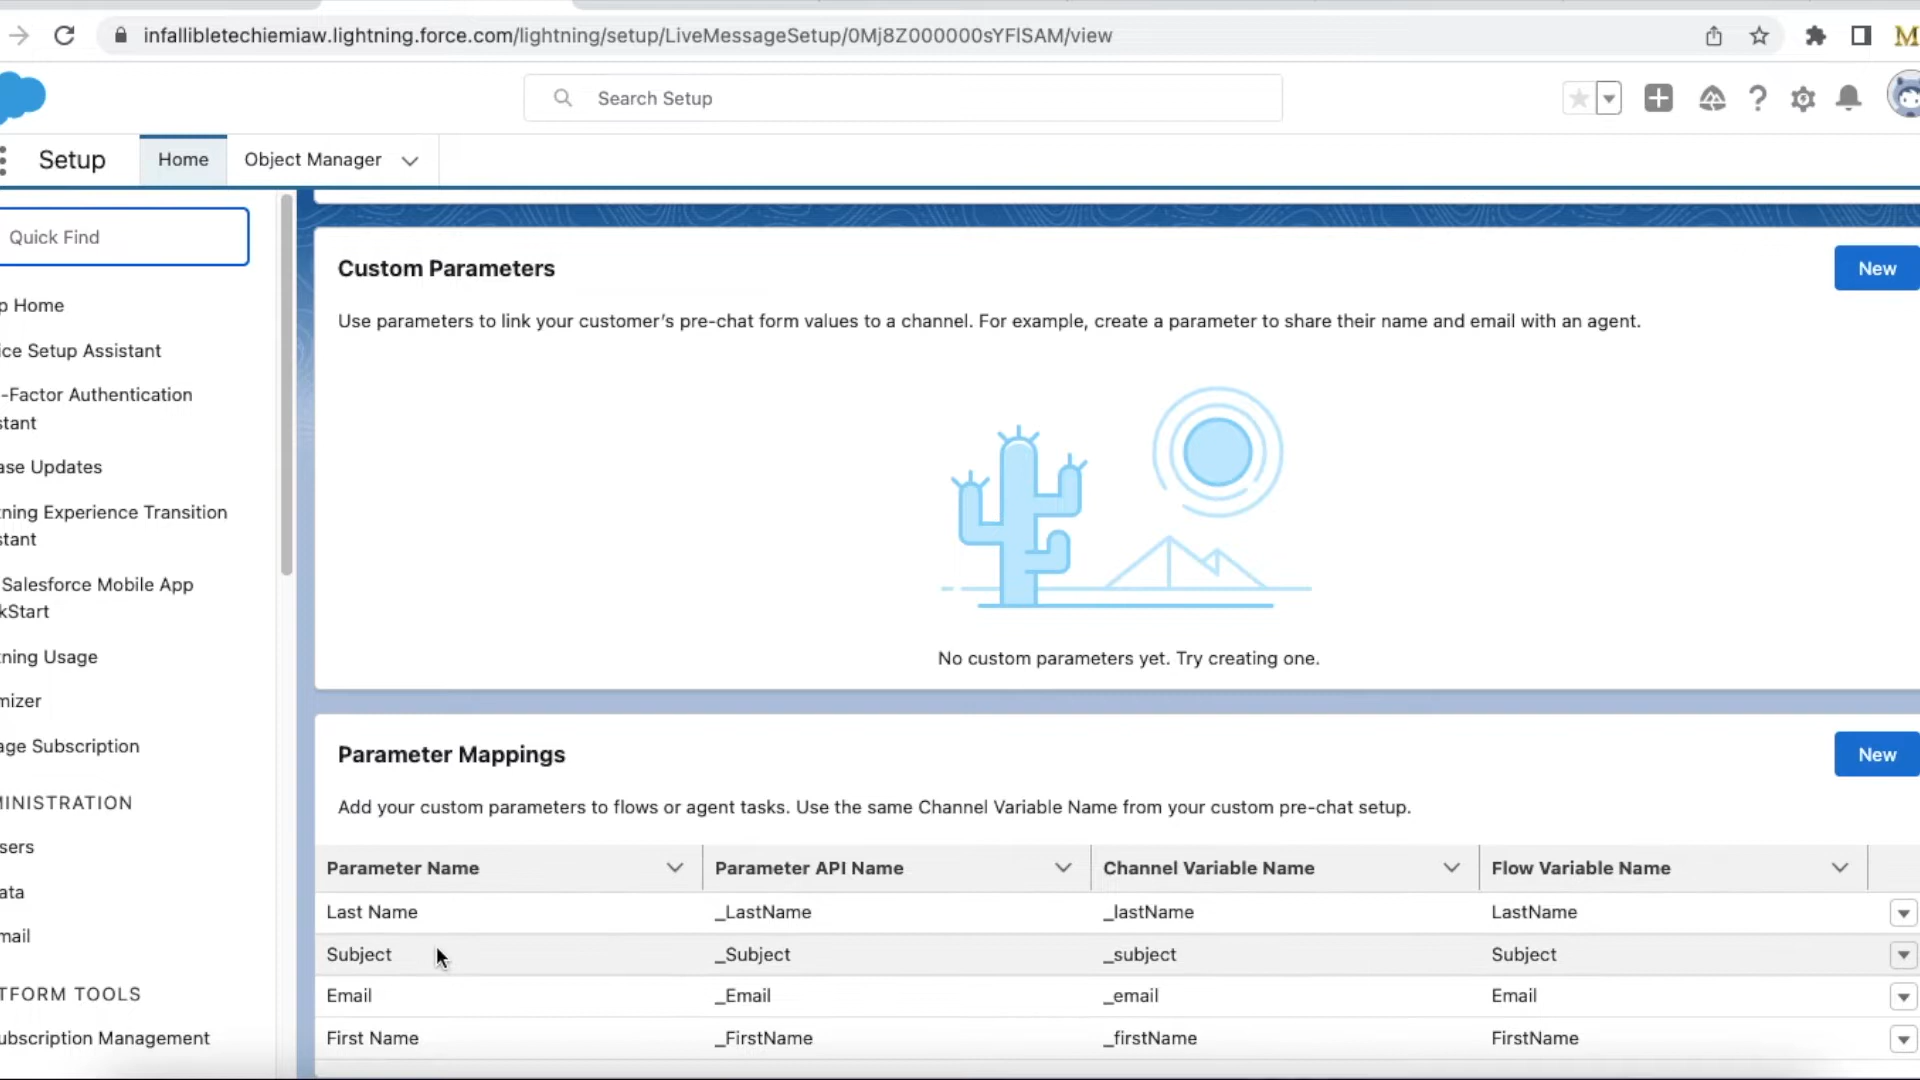 infallibletechiemiaw.lightning.force.com/lightning/setup/LiveMessageSetup/0Mj8Z000000sYFlSAM/view
M
Search Setup
Setup
Home
Object Manager
Quick Find
p Home
ice Setup Assistant
-Factor Authentication
stant
ase Updates
tning Experience Transition
stant
Salesforce Mobile App
kStart
tning Usage
mizer
age Subscription
MINISTRATION
sers
ata
mail
TFORM TOOLS
ubscription Management
Custom Parameters
New
Use parameters to link your customer's pre-chat form values to a channel. For example, create a parameter to share their name and email with an agent.
No custom parameters yet. Try creating one.
Parameter Mappings
New
Add your custom parameters to flows or agent tasks. Use the same Channel Variable Name from your custom pre-chat setup.
Parameter Name Parameter API Name Channel Variable Name Flow Variable Name
Last Name _LastName _lastName LastName
Subject _Subject _subject Subject
Email _Email _email Email
First Name _FirstName _firstName FirstName